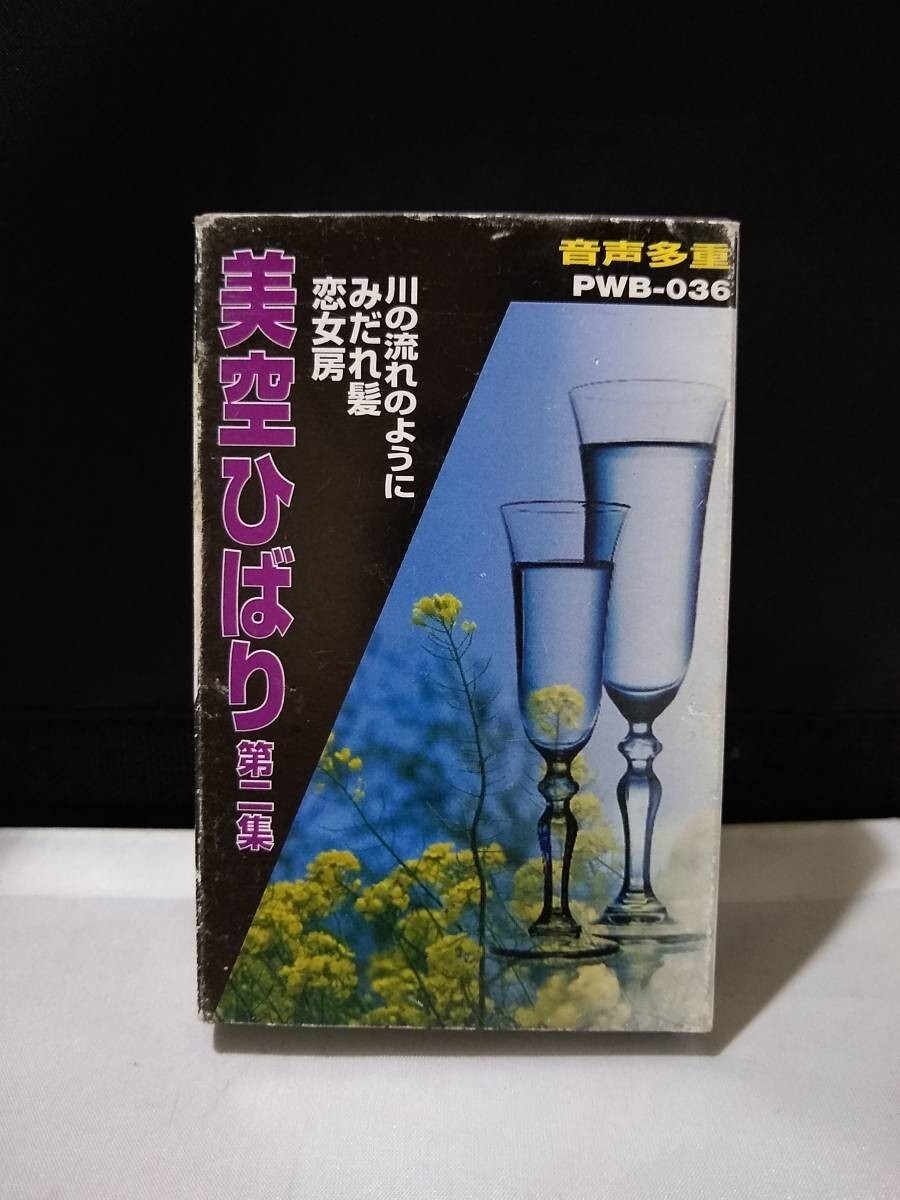 音声多重
PWB-036
川の流れのように
みだれ髪
恋女房
美空ひばり 第二集